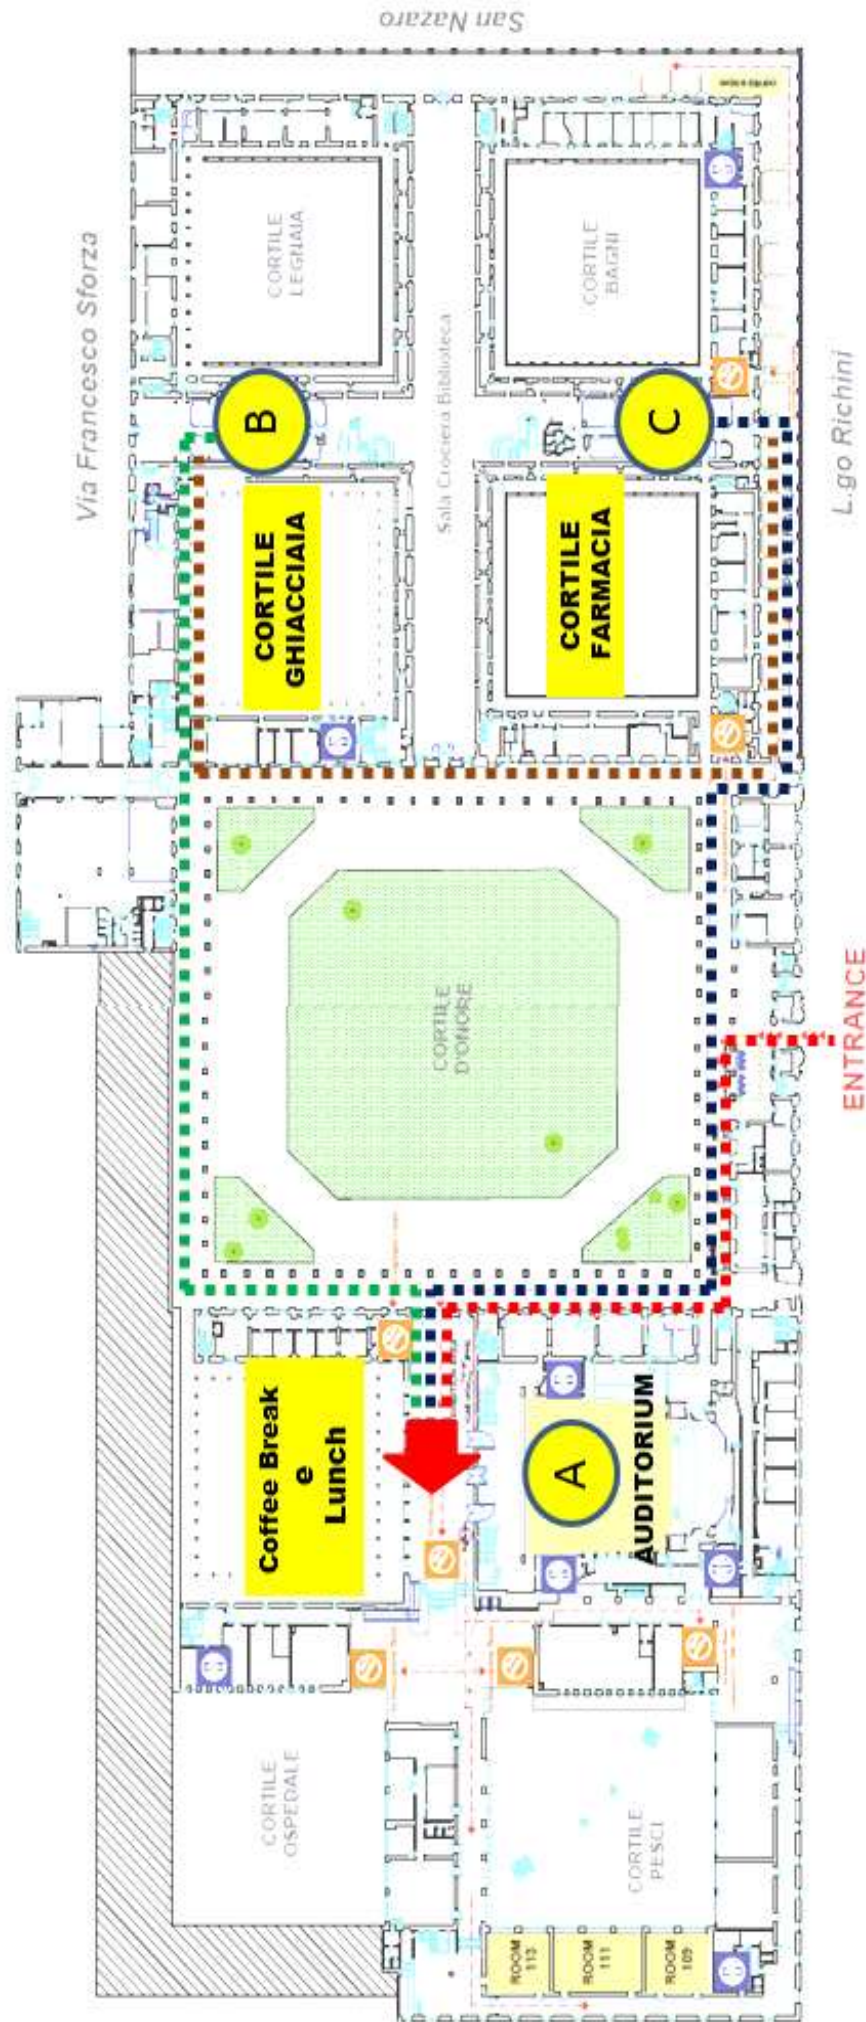 San Nazaro
Via Francesco Sforza
CORTILE
LEGNAIA
CORTILE
BAGNI
L.go Richini
B
Sala Crociera Biblioteca
C
CORTILE
GHIACCIAIA
CORTILE
FARMACIA
S
S
CORTILE
D'ONORE
ENTRANCE
Coffee Break
e
Lunch
S
A
AUDITORIUM
S
S
S
CORTILE
OSPEDALE
CORTILE
PESCI
ROOM
113
ROOM
111
ROOM
109
S